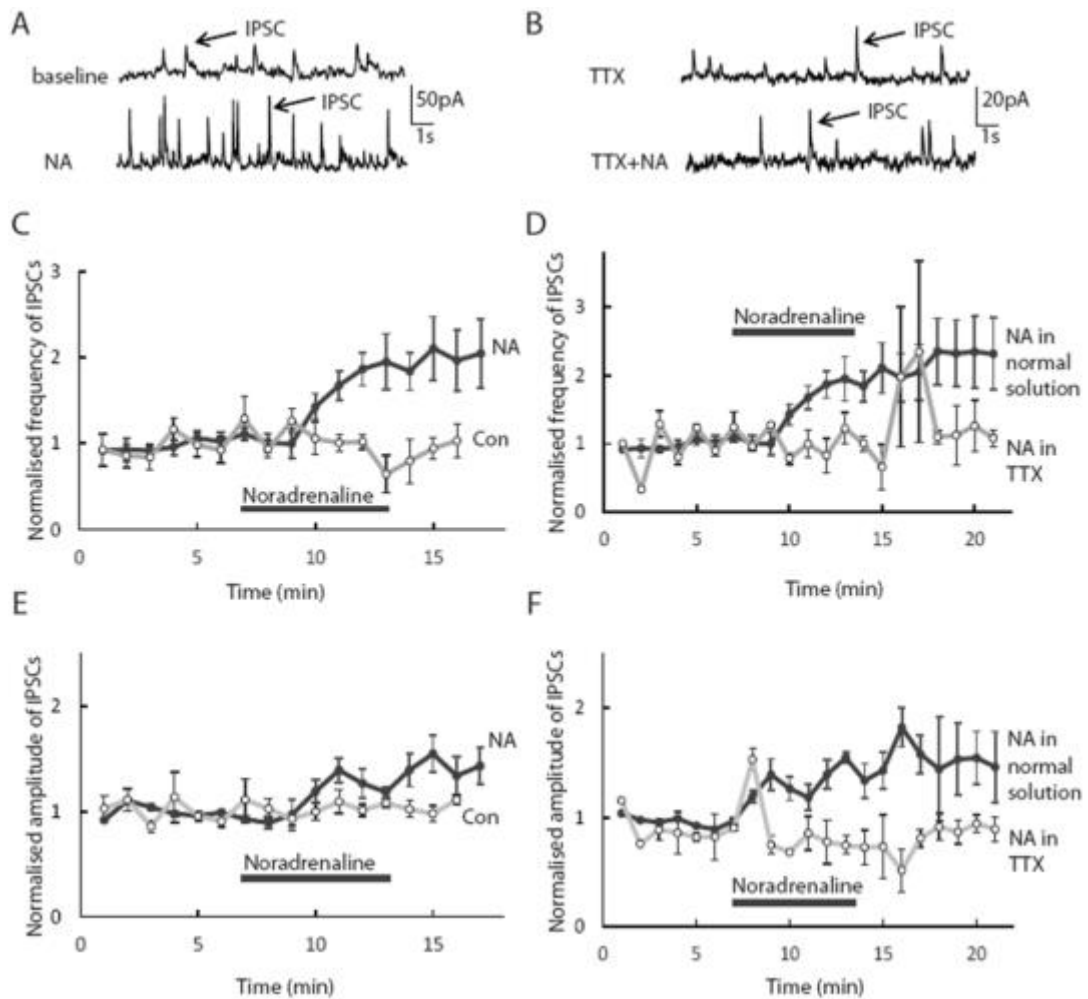 A
IPSC
baseline
IPSC
50pA
1s
NA
B
IPSC
TTX
IPSC
20pA
1s
TTX+NA
C
Normalised frequency of IPSCs
3
2
1
0
NA
Con
Noradrenaline
0 5 10 15
Time (min)
D
Normalised frequency of IPSCs
3
2
1
0
Noradrenaline
NA in
normal
solution
NA in
TTX
0 5 10 15 20
Time (min)
E
Normalised amplitude of IPSCs
2
1
0
NA
Con
Noradrenaline
0 5 10 15
Time (min)
F
Normalised amplitude of IPSCs
2
1
0
NA in
normal
solution
NA in
TTX
Noradrenaline
0 5 10 15 20
Time (min)